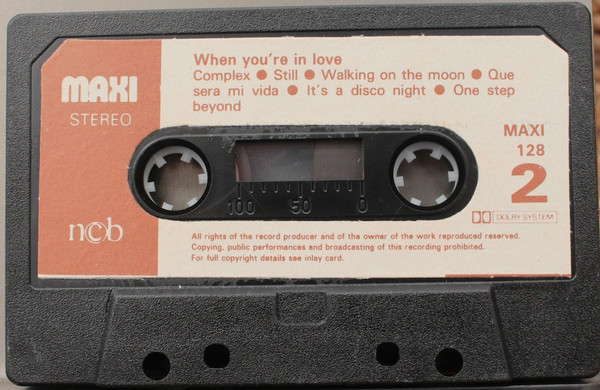 When you're in love
Complex ● Still ● Walking on the moon ● Que
sera mi vida ● It's a disco night ● One step
beyond
MAXI
STEREO
MAXI
128
2
DOLBY SYSTEM
100 50 0
ncb
All rights of the record producer and of the owner of the work reproduced reserved.
Copying, public performances and broadcasting of this recording prohibited.
For full copyright details see inlay card.